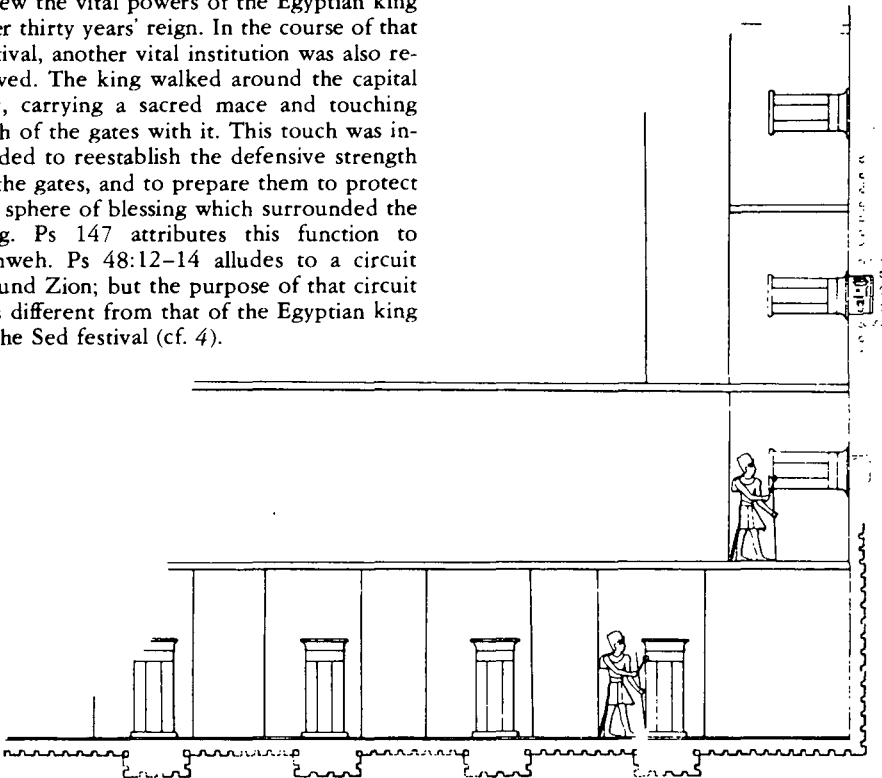 ew the vital powers of the Egyptian king
er thirty years' reign. In the course of that
tival, another vital institution was also re-
ved. The king walked around the capital
, carrying a sacred mace and touching
h of the gates with it. This touch was in-
ded to reestablish the defensive strength
the gates, and to prepare them to protect
sphere of blessing which surrounded the
g. Ps 147 attributes this function to
hweh. Ps 48:12–14 alludes to a circuit
und Zion; but the purpose of that circuit
s different from that of the Egyptian king
he Sed festival (cf. 4).